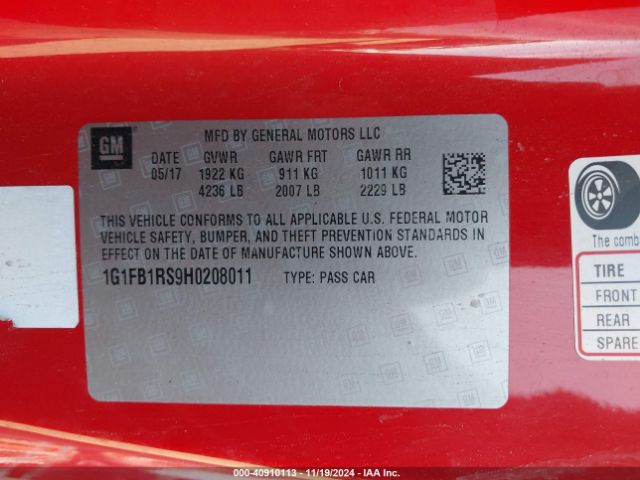 GM
MFD BY GENERAL MOTORS LLC
05/17 GVWR GAWR FRT GAWR RR
1922 KG 911 KG 1011 KG
4236 LB 2007 LB 2229 LB
THIS VEHICLE CONFORMS TO ALL APPLICABLE U.S. FEDERAL MOTOR
VEHICLE SAFETY, BUMPER, AND THEFT PREVENTION STANDARDS IN
EFFECT ON THE DATE OF MANUFACTURE SHOWN ABOVE.
1G1FB1RS9H0208011 TYPE: PASS CAR
The comb
TIRE
FRONT
REAR
SPARE
000-40910113 - 11/19/2024 - IAA Inc.